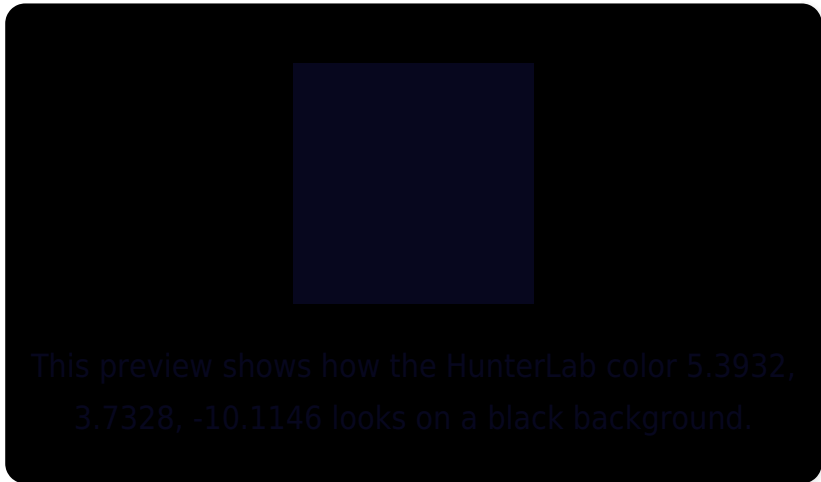 This preview shows how the HunterLab color 5.3932,
3.7328, -10.1146 looks on a black background.